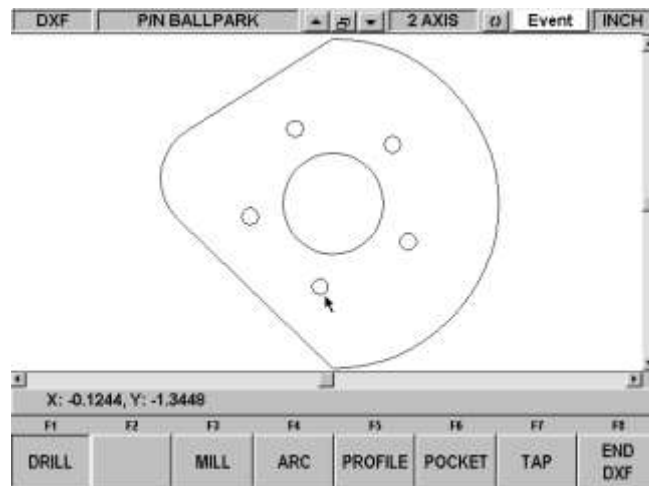 DXF P/N BALLPARK 2 AXIS Event INCH
X: -0.1244, Y: -1.3449
F1 F2 F3 F4 F5 F6 F7 F8
DRILL MILL ARC PROFILE POCKET TAP END DXF